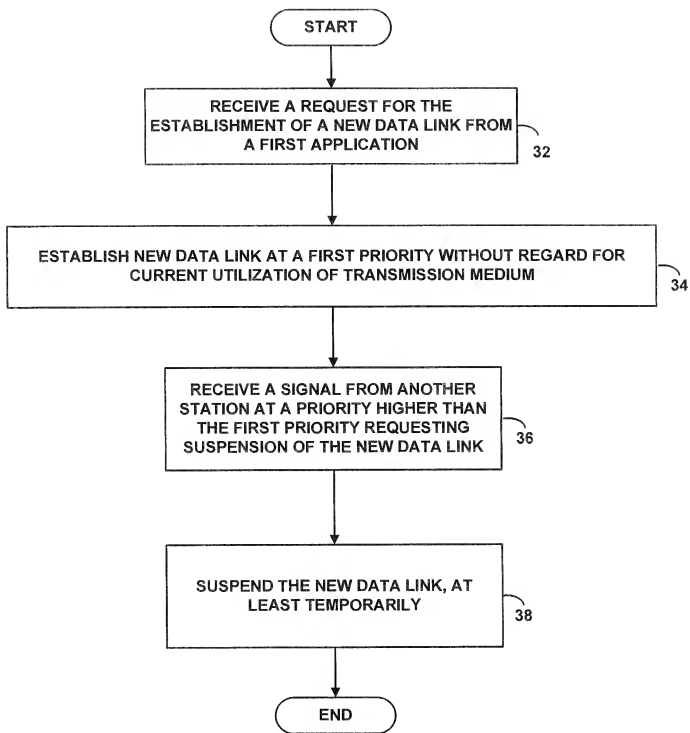 START
RECEIVE A REQUEST FOR THE
ESTABLISHMENT OF A NEW DATA LINK FROM
A FIRST APPLICATION
32
ESTABLISH NEW DATA LINK AT A FIRST PRIORITY WITHOUT REGARD FOR
CURRENT UTILIZATION OF TRANSMISSION MEDIUM
34
RECEIVE A SIGNAL FROM ANOTHER
STATION AT A PRIORITY HIGHER THAN
THE FIRST PRIORITY REQUESTING
SUSPENSION OF THE NEW DATA LINK
36
SUSPEND THE NEW DATA LINK, AT
LEAST TEMPORARILY
38
END